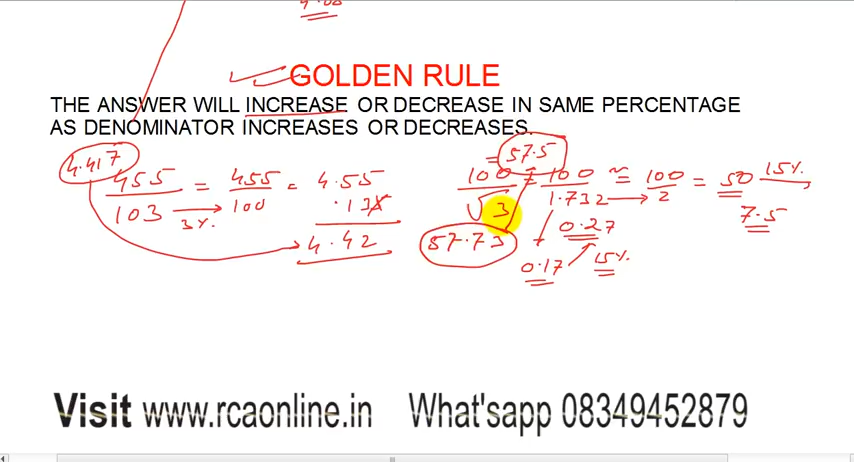 GOLDEN RULE
THE ANSWER WILL INCREASE OR DECREASE IN SAME PERCENTAGE
AS DENOMINATOR INCREASES OR DECREASES.
4.417
455/103 = 455/100 = 4.55
3%
.13
4.42
= 57.5
100/√3 = 100/1.732 ≈ 100/2 = 50
15%
7.5
57.73
0.27
0.17
15%
Visit www.rcaonline.in What'sapp 08349452879